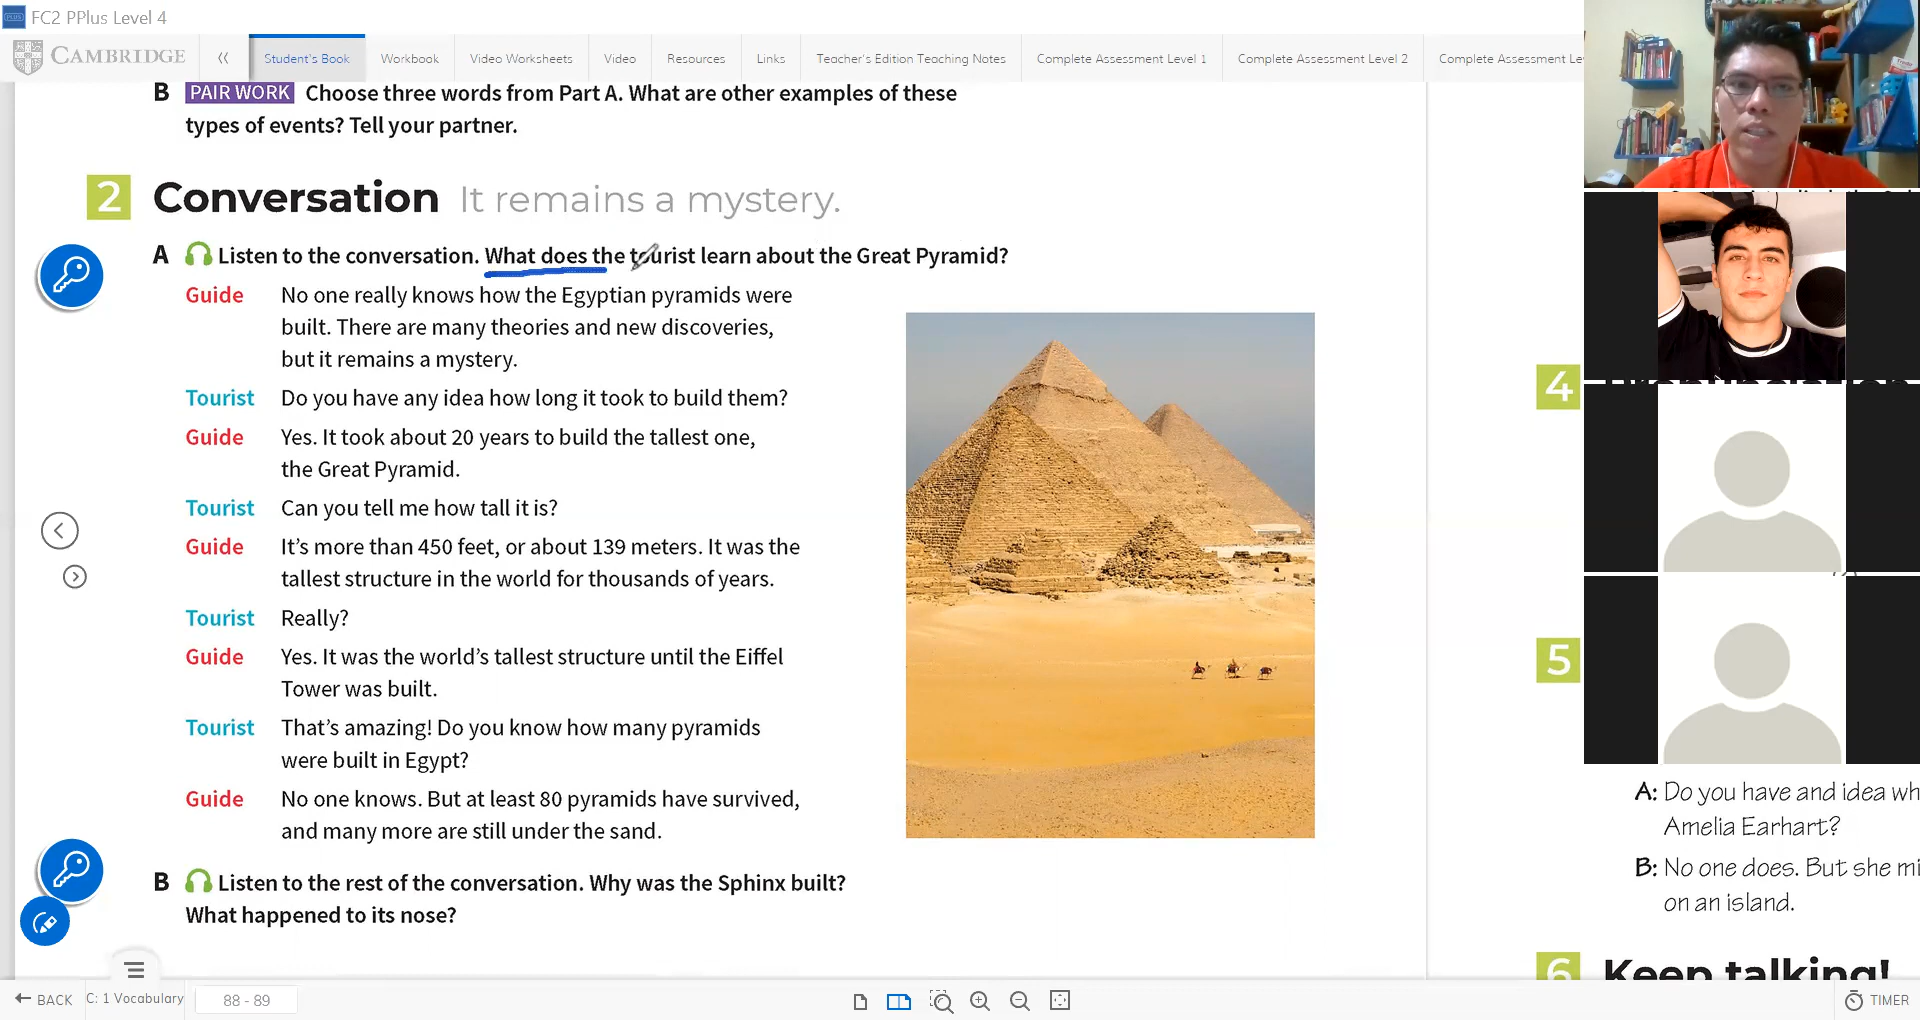 FC2 PPlus Level 4
CAMBRIDGE
Student's Book
Workbook
Video Worksheets
Video
Resources
Links
Teacher's Edition Teaching Notes
Complete Assessment Level 1
Complete Assessment Level 2
Complete Assessment Le
B PAIR WORK Choose three words from Part A. What are other examples of these
types of events? Tell your partner.
2 Conversation It remains a mystery.
A Listen to the conversation. What does the tourist learn about the Great Pyramid?
Guide No one really knows how the Egyptian pyramids were
built. There are many theories and new discoveries,
but it remains a mystery.
Tourist Do you have any idea how long it took to build them?
Guide Yes. It took about 20 years to build the tallest one,
the Great Pyramid.
Tourist Can you tell me how tall it is?
Guide It's more than 450 feet, or about 139 meters. It was the
tallest structure in the world for thousands of years.
Tourist Really?
Guide Yes. It was the world's tallest structure until the Eiffel
Tower was built.
Tourist That's amazing! Do you know how many pyramids
were built in Egypt?
Guide No one knows. But at least 80 pyramids have survived,
and many more are still under the sand.
B Listen to the rest of the conversation. Why was the Sphinx built?
What happened to its nose?
4
5
A: Do you have and idea wh
Amelia Earhart?
B: No one does. But she mi
on an island.
6 Keep talking!
BACK
C: 1 Vocabulary
88 - 89
TIMER